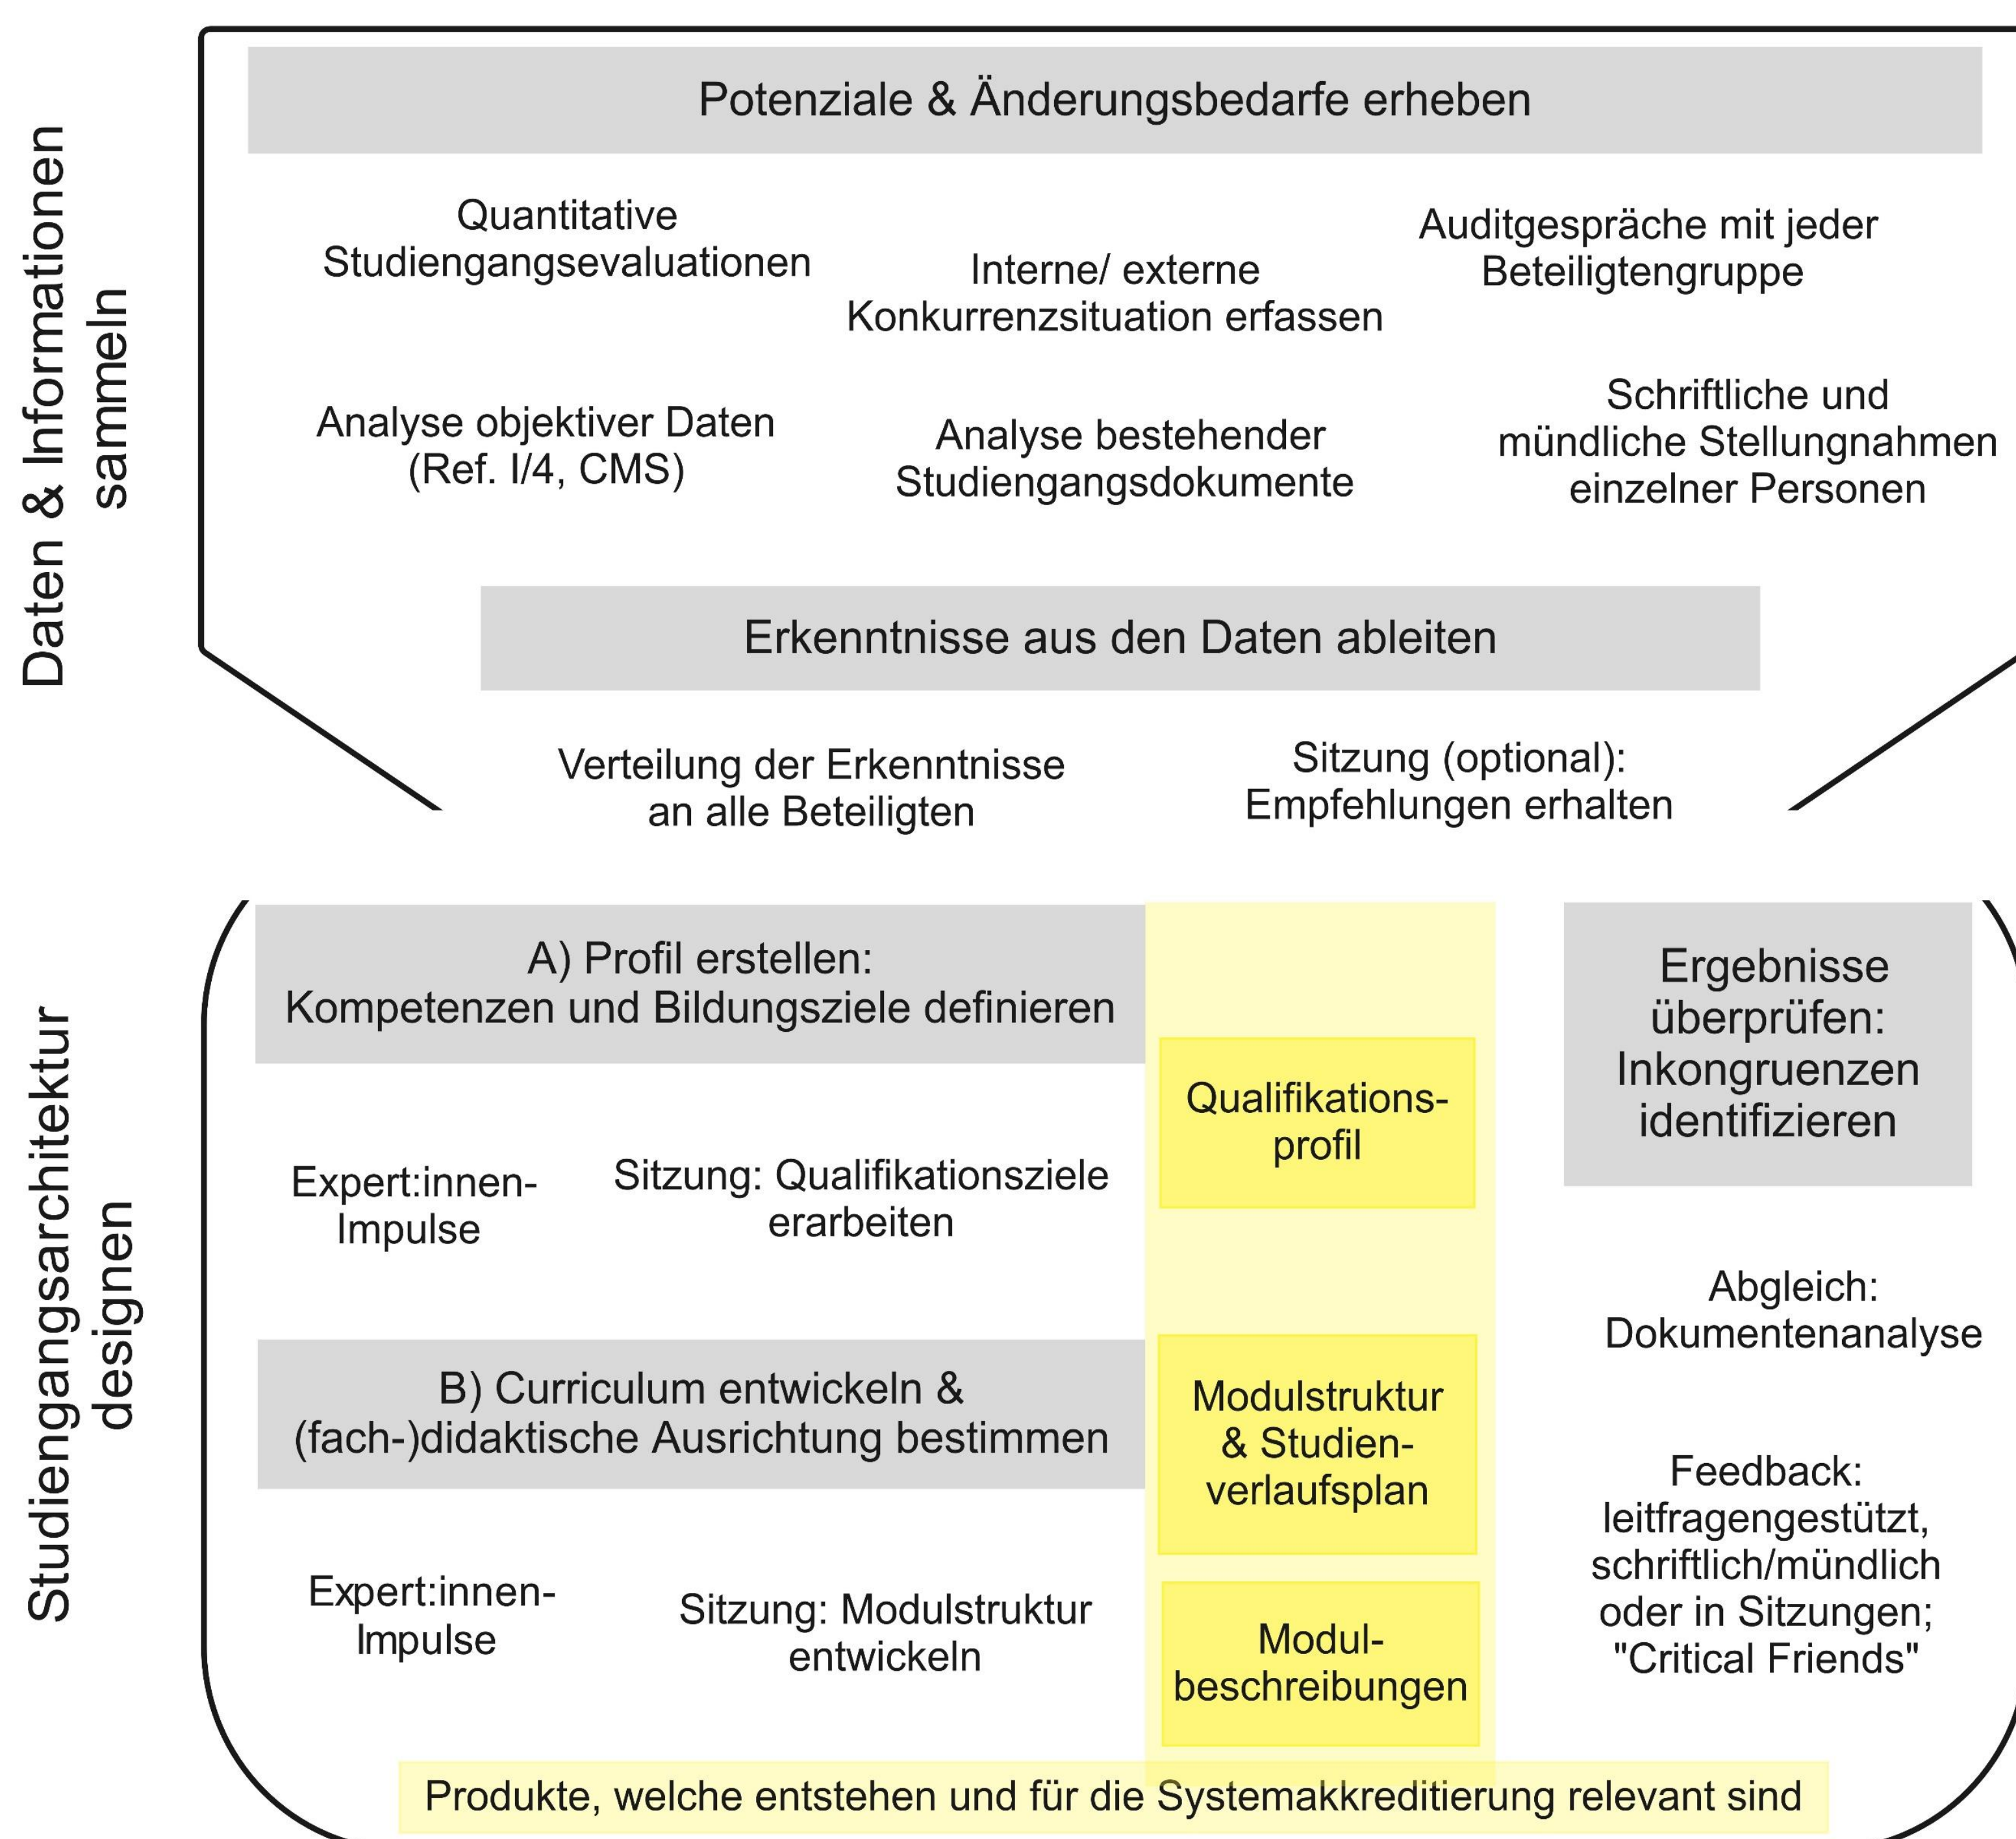 Daten & Informationen
sammeln
Potenziale & Änderungsbedarfe erheben
Quantitative
Studiengangsevaluationen
Interne/ externe
Konkurrenzsituation erfassen
Auditgespräche mit jeder
Beteiligtengruppe
Analyse objektiver Daten
(Ref. I/4, CMS)
Analyse bestehender
Studiengangsdokumente
Schriftliche und
mündliche Stellungnahmen
einzelner Personen
Erkenntnisse aus den Daten ableiten
Verteilung der Erkenntnisse
an alle Beteiligten
Sitzung (optional):
Empfehlungen erhalten
Studiengangsarchitektur
designen
A) Profil erstellen:
Kompetenzen und Bildungsziele definieren
Expert:innen-
Impulse
Sitzung: Qualifikationsziele
erarbeiten
Qualifikations-
profil
B) Curriculum entwickeln &
(fach-)didaktische Ausrichtung bestimmen
Expert:innen-
Impulse
Sitzung: Modulstruktur
entwickeln
Modulstruktur
& Studien-
verlaufsplan
Modul-
beschreibungen
Ergebnisse
überprüfen:
Inkongruenzen
identifizieren
Abgleich:
Dokumentenanalyse
Feedback:
leitfragengestützt,
schriftlich/mündlich
oder in Sitzungen;
"Critical Friends"
Produkte, welche entstehen und für die Systemakkreditierung relevant sind